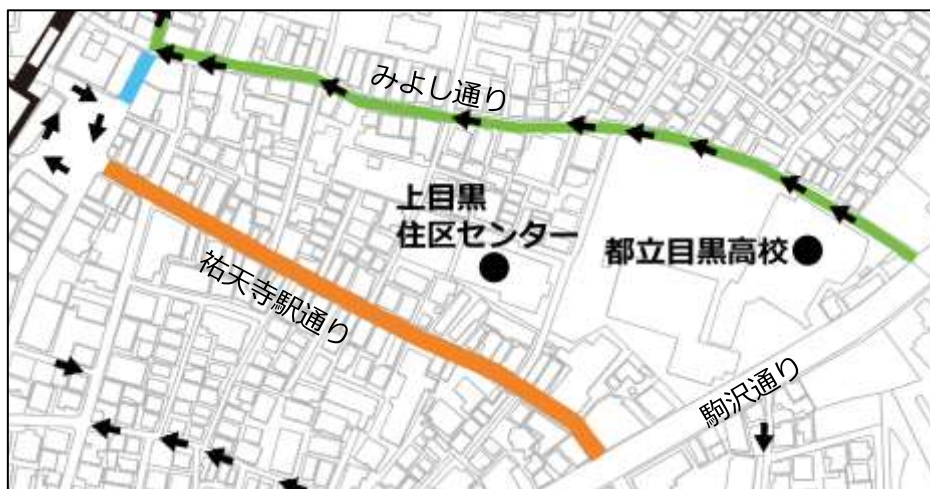 みよし通り
上目黒
住区センター
都立目黒高校
祐天寺駅通り
駒沢通り